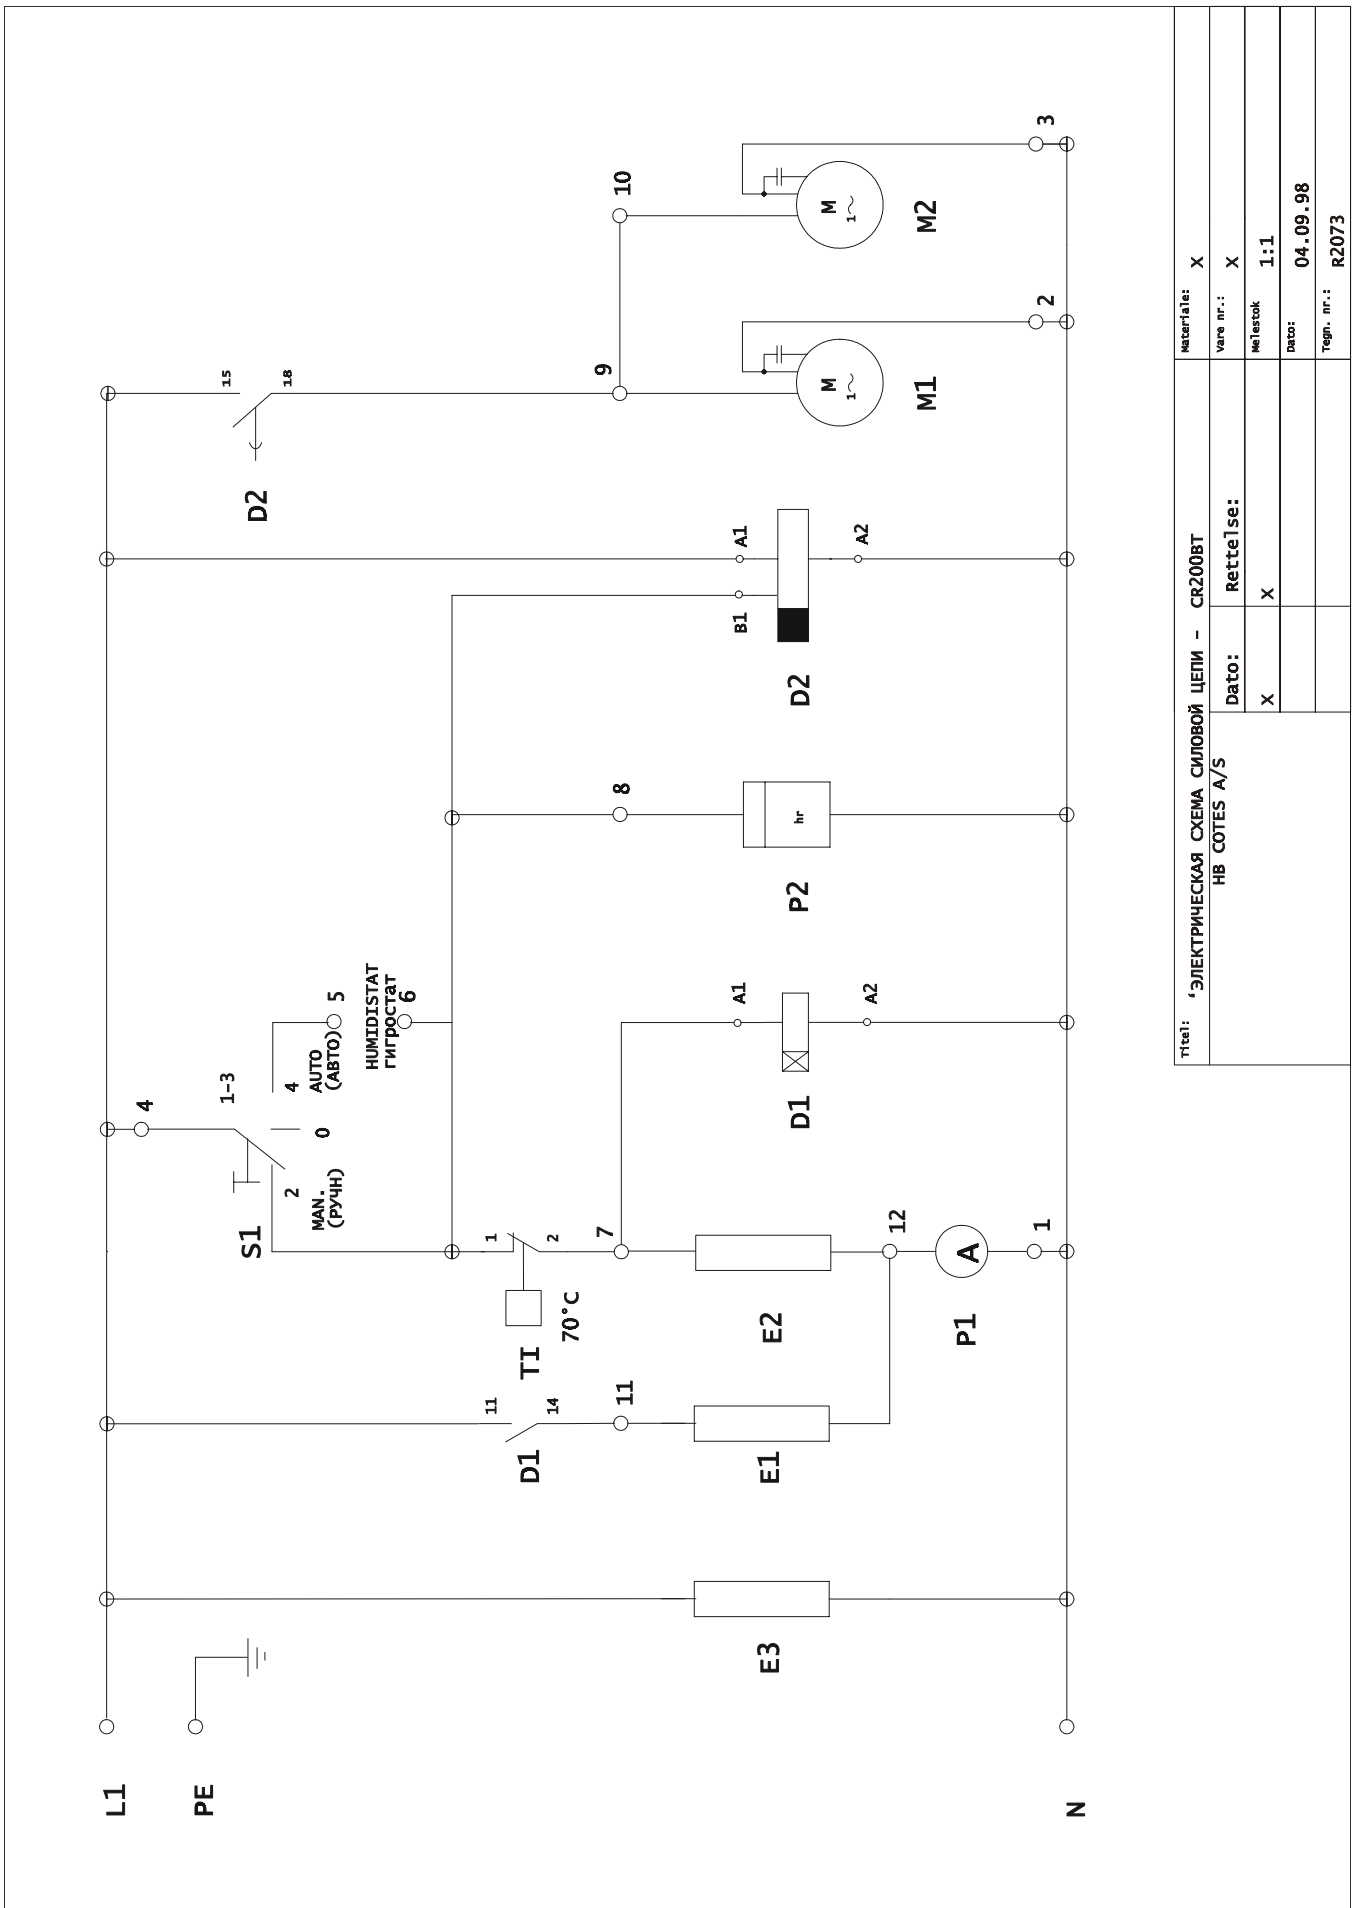 L1
PE
N
E3
D1
11
14
11
E1
TI
70°C
1
2
7
E2
12
P1
A
1
S1
4
1-3
2
MAN.
(РУЧН)
0
4
AUTO
(АВТО)
5
HUMIDISTAT
гигростат
6
D1
A1
A2
P2
8
hr
D2
B1
A1
A2
D2
15
18
9
10
M
1
M1
2
M
1
M2
3
Titel:
‘ЭЛЕКТРИЧЕСКАЯ СХЕМА СИЛОВОЙ ЦЕПИ – CR200BT
HB COTES A/S
Dato:
Rettelse:
X
X
Materiale:
X
Vare nr.:
X
Melestok
1:1
Dato:
04.09.98
Tegn. nr.:
R2073